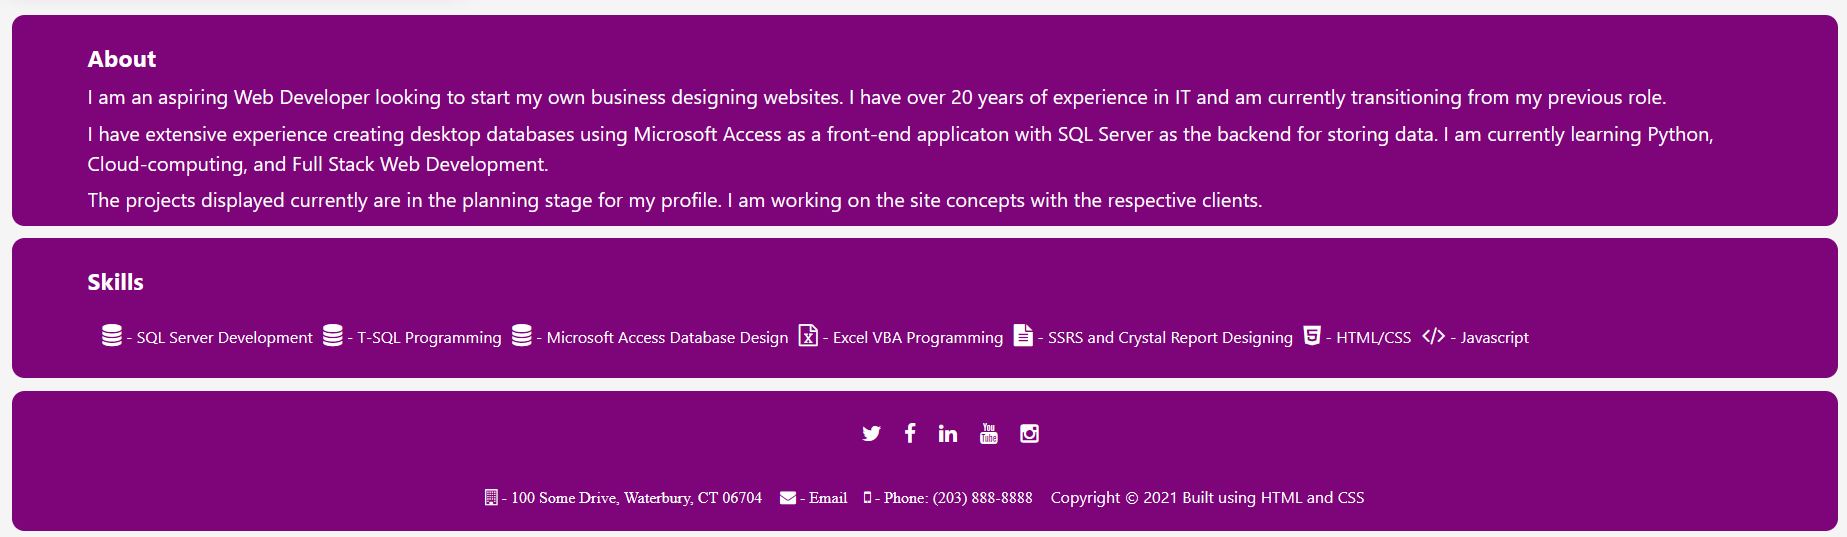 About
I am an aspiring Web Developer looking to start my own business designing websites. I have over 20 years of experience in IT and am currently transitioning from my previous role.
I have extensive experience creating desktop databases using Microsoft Access as a front-end applicaton with SQL Server as the backend for storing data. I am currently learning Python,
Cloud-computing, and Full Stack Web Development.
The projects displayed currently are in the planning stage for my profile. I am working on the site concepts with the respective clients.
Skills
- SQL Server Development - T-SQL Programming - Microsoft Access Database Design - Excel VBA Programming - SSRS and Crystal Report Designing - HTML/CSS - Javascript
You Tube
- 100 Some Drive, Waterbury, CT 06704 - Email - Phone: (203) 888-8888 Copyright © 2021 Built using HTML and CSS